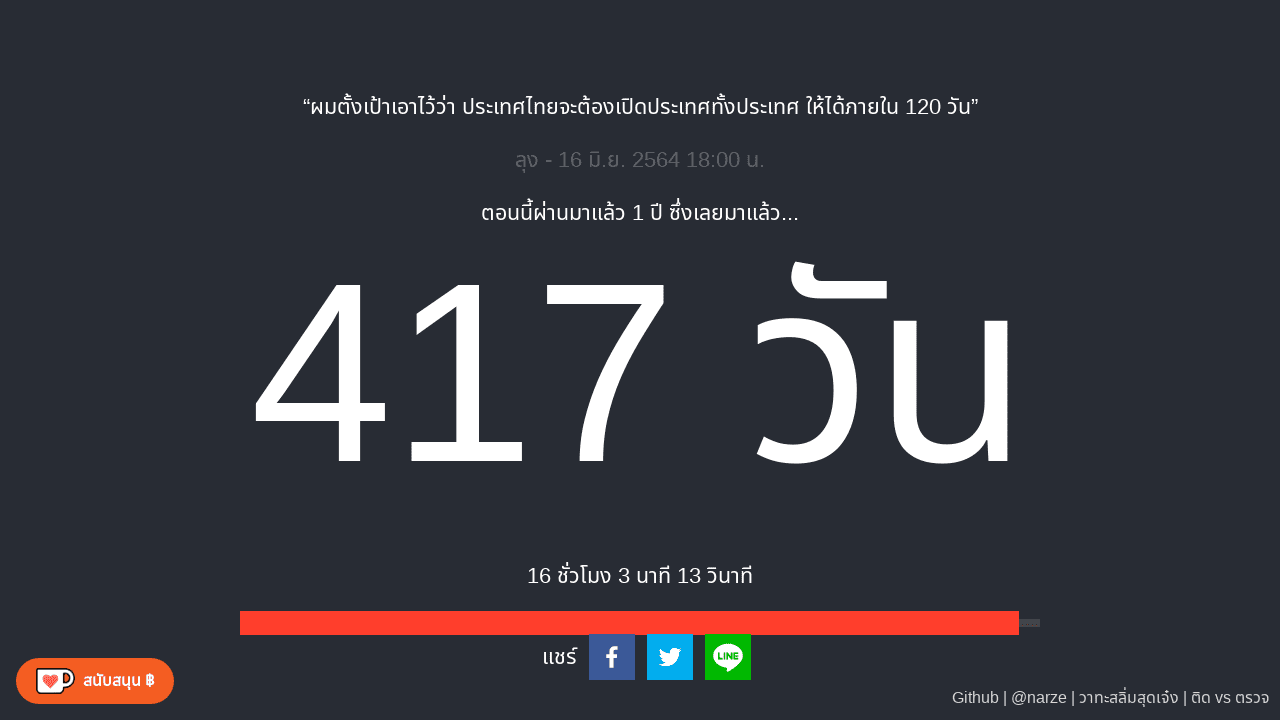 “ผมตั้งเป้าเอาไว้ว่า ประเทศไทยจะต้องเปิดประเทศทั้งประเทศ ให้ได้ภายใน 120 วัน”
ลุง - 16 มิ.ย. 2564 18:00 น.
ตอนนี้ผ่านมาแล้ว 1 ปี ซึ่งเลยมาแล้ว...
417 วัน
16 ชั่วโมง 3 นาที 13 วินาที
แชร์
LINE
สนับสนุน ฿
Github | @narze | วาทะสลิ่มสุดเจ๋ง | ติด vs ตรวจ